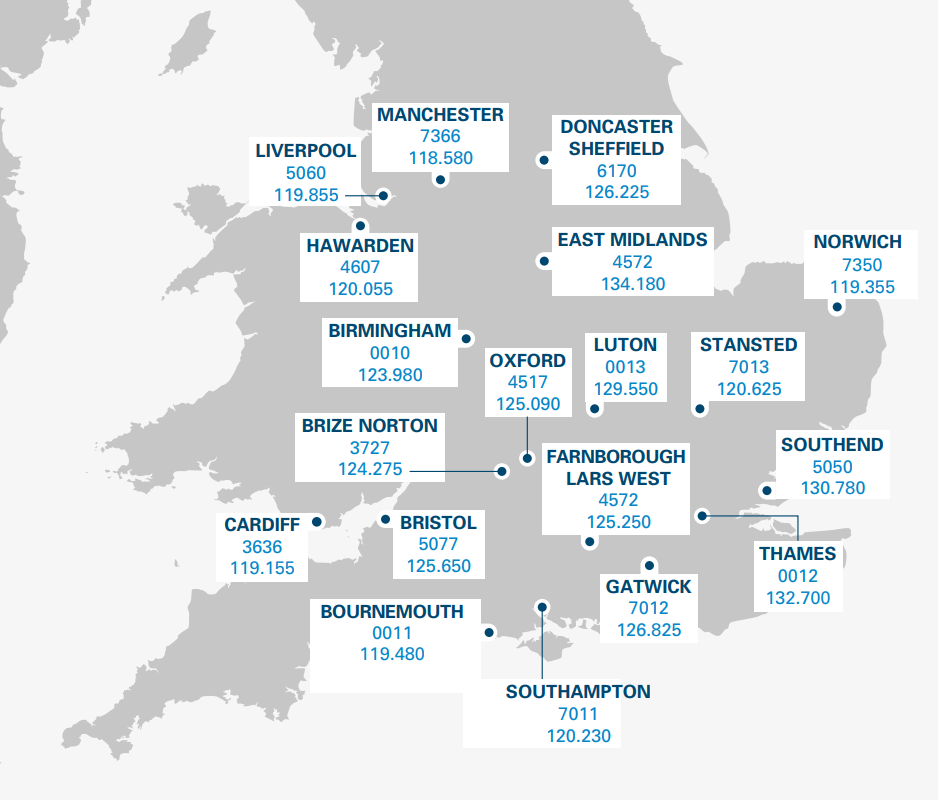 MANCHESTER
7366
118.580
DONCASTER
SHEFFIELD
6170
126.225
LIVERPOOL
5060
119.855
HAWARDEN
4607
120.055
EAST MIDLANDS
4572
134.180
NORWICH
7350
119.355
BIRMINGHAM
0010
123.980
OXFORD
4517
125.090
LUTON
0013
129.550
STANSTED
7013
120.625
BRIZE NORTON
3727
124.275
FARNBOROUGH
LARS WEST
4572
125.250
SOUTHEND
5050
130.780
CARDIFF
3636
119.155
BRISTOL
5077
125.650
THAMES
0012
132.700
GATWICK
7012
126.825
BOURNEMOUTH
0011
119.480
SOUTHAMPTON
7011
120.230